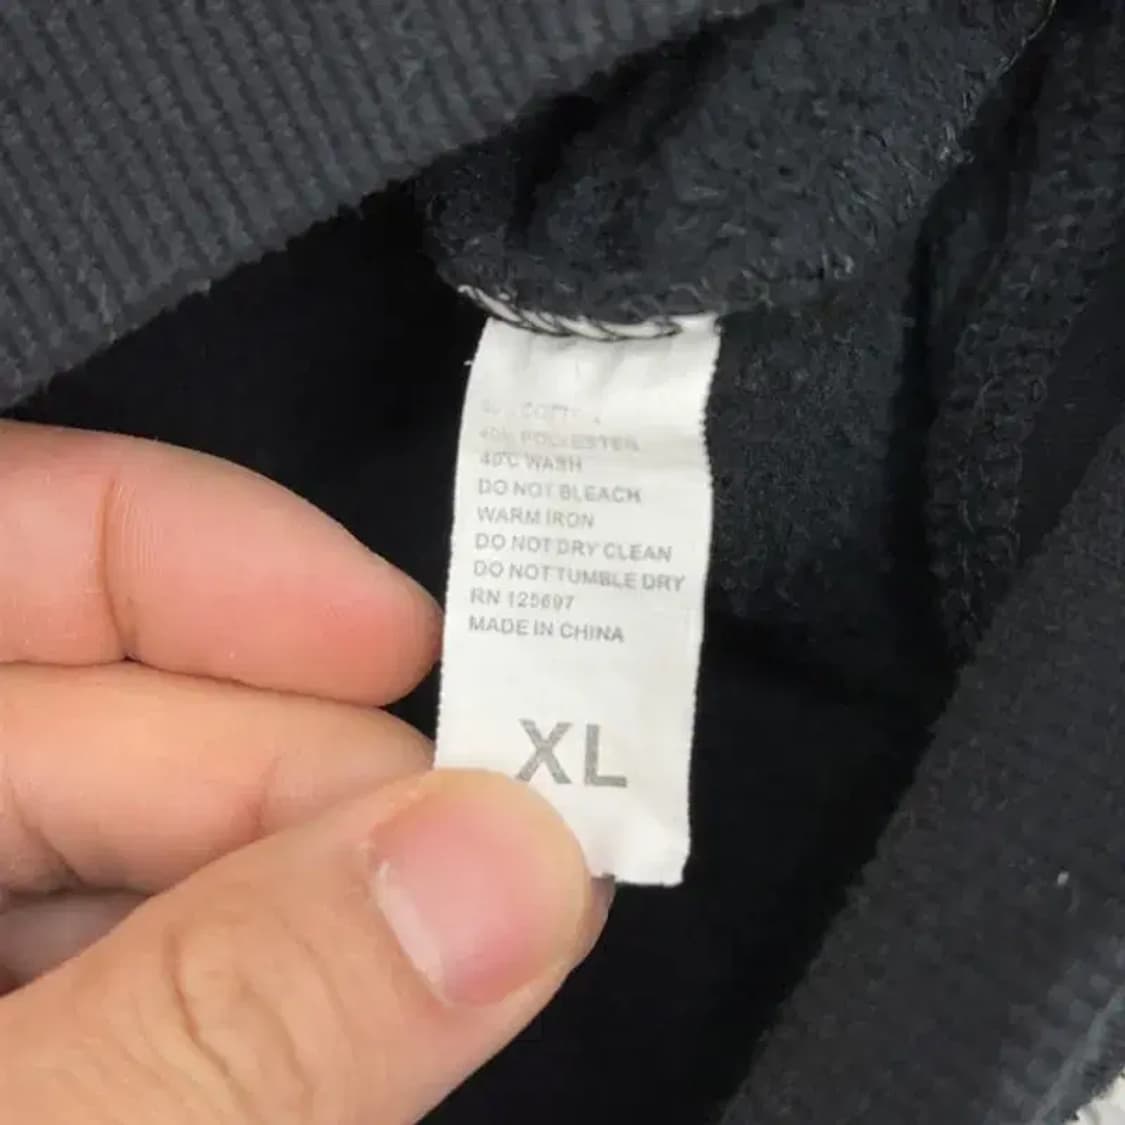 COTTON
40% POLYESTER
40°C WASH
DO NOT BLEACH
WARM IRON
DO NOT DRY CLEAN
DO NOT TUMBLE DRY
RN 125697
MADE IN CHINA
XL